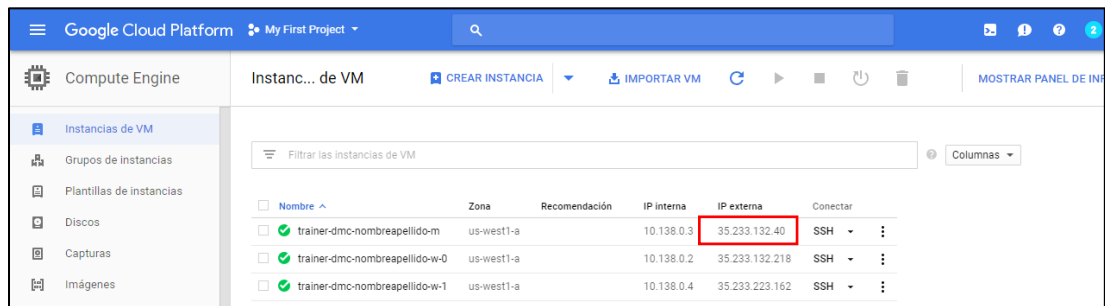 Google Cloud Platform My First Project 2
Compute Engine Instanc... de VM CREAR INSTANCIA IMPORTAR VM MOSTRAR PANEL DE INF
Instancias de VM
Grupos de instancias Filtrar las instancias de VM Columnas
Plantillas de instancias
Nombre Zona Recomendación IP interna IP externa Conectar
Discos trainer-dmc-nombreapellido-m us-west1-a 10.138.0.3 35.233.132.40 SSH
Capturas trainer-dmc-nombreapellido-w-0 us-west1-a 10.138.0.2 35.233.132.218 SSH
Imágenes trainer-dmc-nombreapellido-w-1 us-west1-a 10.138.0.4 35.233.223.162 SSH